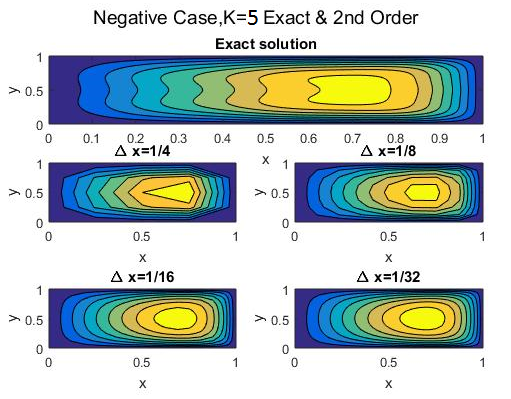 Negative Case,K=5 Exact & 2nd Order
Exact solution
1
y 0.5
0
0 0.1 0.2 0.3 0.4 0.5 0.6 0.7 0.8 0.9 1
x
Δ x=1/4
1
y 0.5
0
0 0.5 1
x
Δ x=1/8
1
y 0.5
0
0 0.5 1
x
Δ x=1/16
1
y 0.5
0
0 0.5 1
x
Δ x=1/32
1
y 0.5
0
0 0.5 1
x